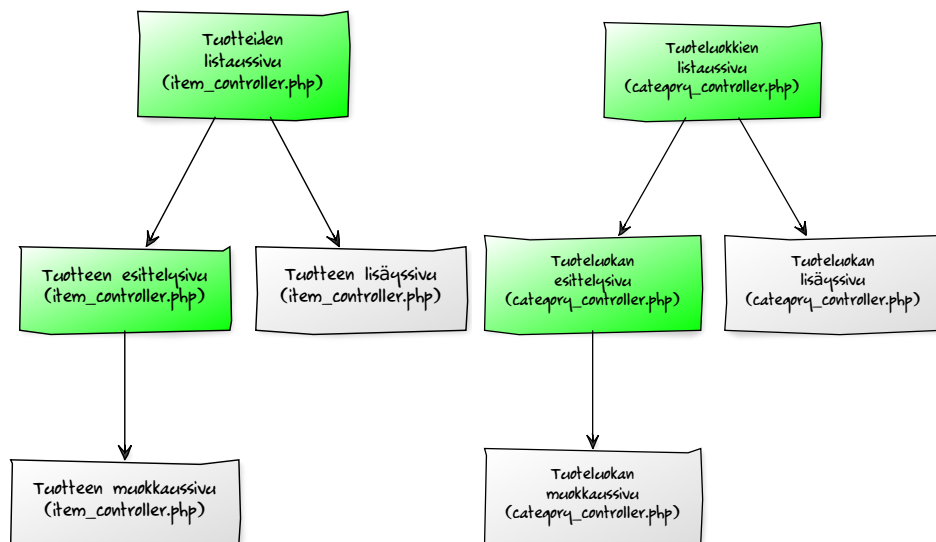 Tuotteiden
listaussivu
(item_controller.php)
Tuoteluokkien
listaussivu
(category_controller.php)
Tuotteen esittelysivu
(item_controller.php)
Tuotteen lisäyssivu
(item_controller.php)
Tuoteluokan
esittelysivu
(category_controller.php)
Tuoteluokan
lisäyssivu
(category_controller.php)
Tuotteen muokkaussivu
(item_controller.php)
Tuoteluokan
muokkaussivu
(category_controller.php)